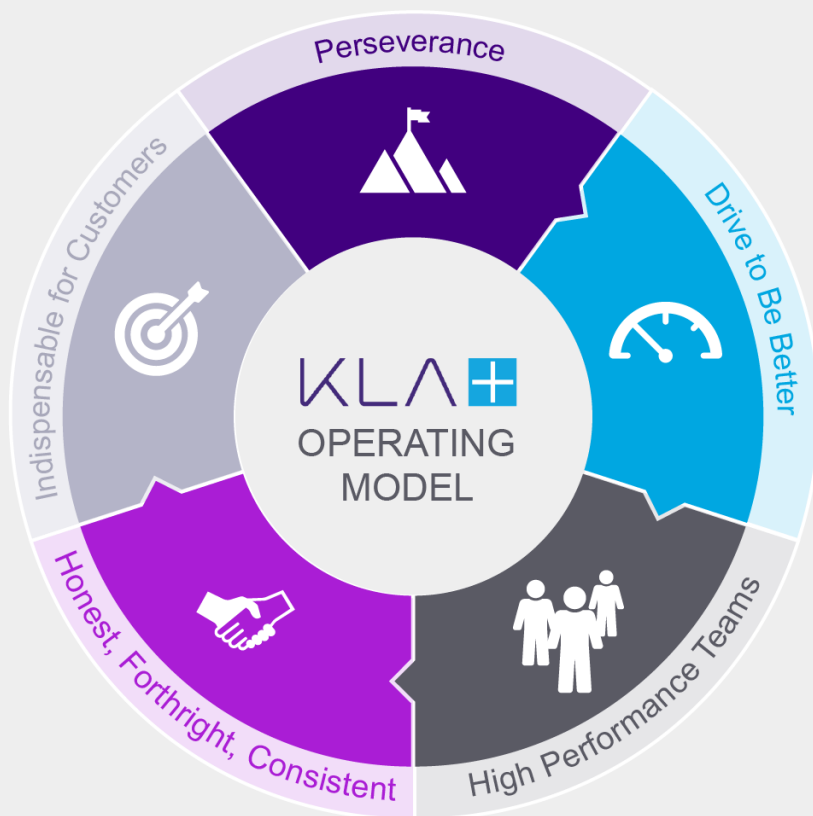 Perseverance
Drive to Be Better
High Performance Teams
Honest, Forthright, Consistent
Indispensable for Customers
KLA+
OPERATING
MODEL